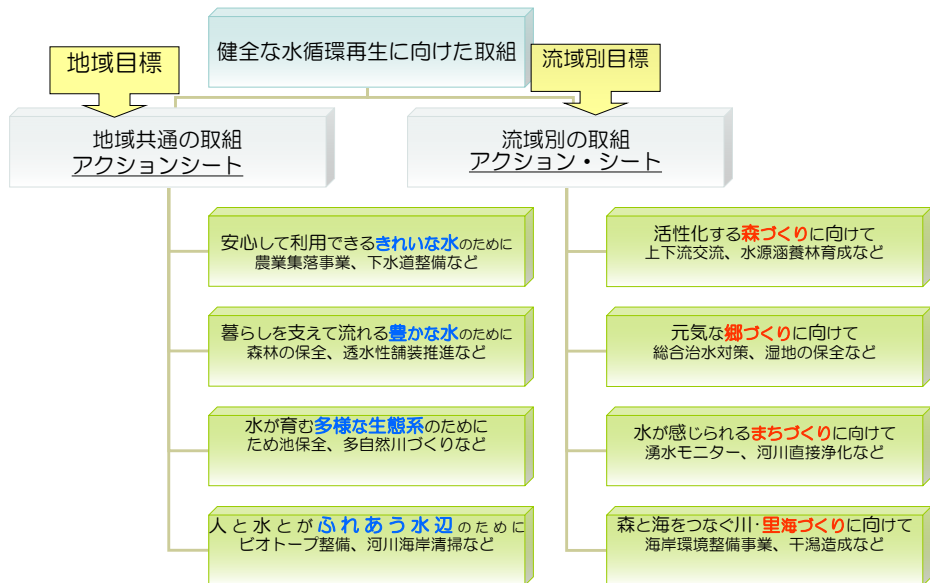 健全な水循環再生に向けた取組
地域目標
流域別目標
地域共通の取組
アクションシート
流域別の取組
アクション・シート
安心して利用できるきれいな水のために
農業集落事業、下水道整備など
暮らしを支えて流れる豊かな水のために
森林の保全、透水性舗装推進など
水が育む多様な生態系のために
ため池保全、多自然川づくりなど
人と水とがふれあう水辺のために
ビオトープ整備、河川海岸清掃など
活性化する森づくりに向けて
上下流交流、水源涵養林育成など
元気な郷づくりに向けて
総合治水対策、湿地の保全など
水が感じられるまちづくりに向けて
湧水モニター、河川直接浄化など
森と海をつなぐ川・里海づくりに向けて
海岸環境整備事業、干潟造成など